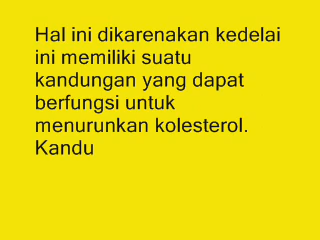 Hal ini dikarenakan kedelai
ini memiliki suatu
kandungan yang dapat
berfungsi untuk
menurunkan kolesterol.
Kandu